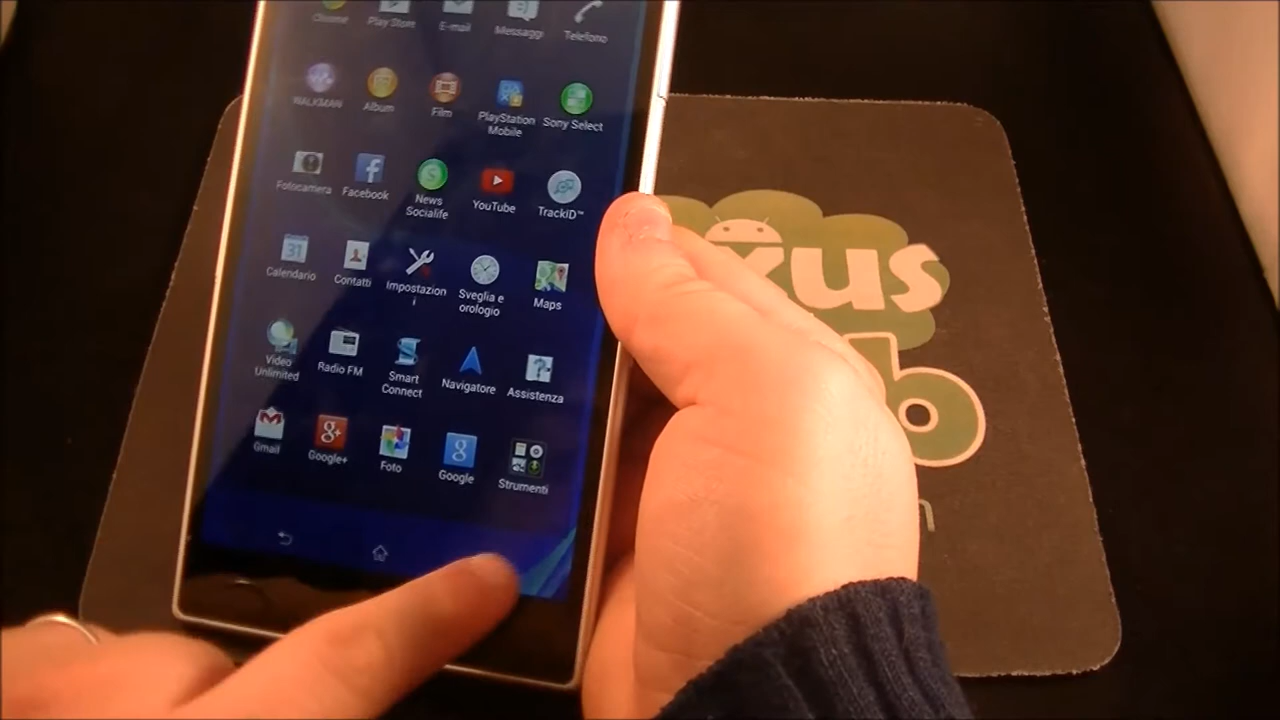 Chrome Play Store E-mail Messaggi Telefono
WALKMAN Album Film PlayStation Mobile Sony Select
Fotocamera Facebook News Socialife YouTube TrackID™
31
Calendario Contatti Impostazioni Sveglia e orologio Maps
Video Unlimited Radio FM Smart Connect Navigatore Assistenza
Gmail Google+ Foto Google Strumenti
xus
b